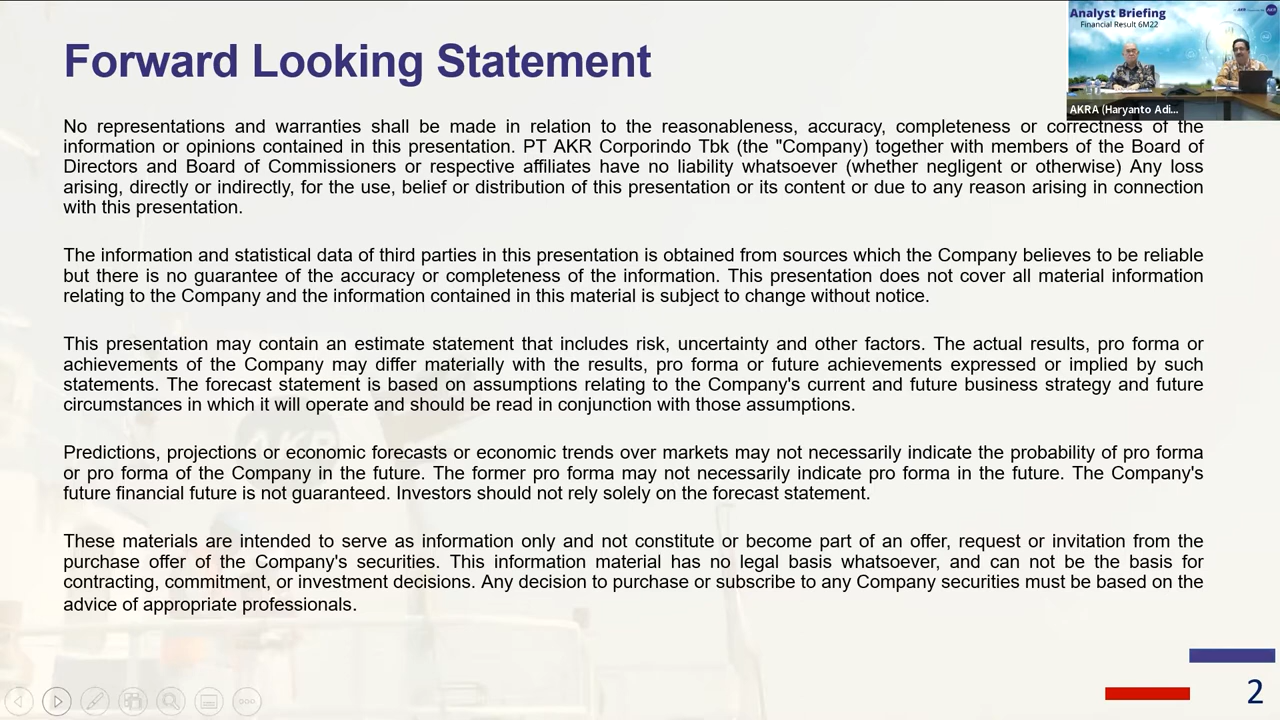 Forward Looking Statement
Analyst Briefing
Financial Result 6M22
AKRA (Haryanto Adi...
No representations and warranties shall be made in relation to the reasonableness, accuracy, completeness or correctness of the
information or opinions contained in this presentation. PT AKR Corporindo Tbk (the "Company) together with members of the Board of
Directors and Board of Commissioners or respective affiliates have no liability whatsoever (whether negligent or otherwise) Any loss
arising, directly or indirectly, for the use, belief or distribution of this presentation or its content or due to any reason arising in connection
with this presentation.
The information and statistical data of third parties in this presentation is obtained from sources which the Company believes to be reliable
but there is no guarantee of the accuracy or completeness of the information. This presentation does not cover all material information
relating to the Company and the information contained in this material is subject to change without notice.
This presentation may contain an estimate statement that includes risk, uncertainty and other factors. The actual results, pro forma or
achievements of the Company may differ materially with the results, pro forma or future achievements expressed or implied by such
statements. The forecast statement is based on assumptions relating to the Company's current and future business strategy and future
circumstances in which it will operate and should be read in conjunction with those assumptions.
Predictions, projections or economic forecasts or economic trends over markets may not necessarily indicate the probability of pro forma
or pro forma of the Company in the future. The former pro forma may not necessarily indicate pro forma in the future. The Company's
future financial future is not guaranteed. Investors should not rely solely on the forecast statement.
These materials are intended to serve as information only and not constitute or become part of an offer, request or invitation from the
purchase offer of the Company's securities. This information material has no legal basis whatsoever, and can not be the basis for
contracting, commitment, or investment decisions. Any decision to purchase or subscribe to any Company securities must be based on the
advice of appropriate professionals.
2